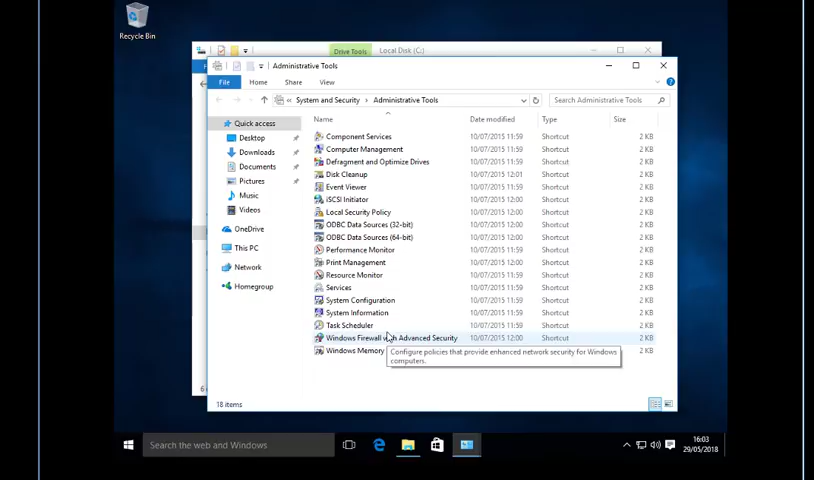 Recycle Bin
Drive Tools Local Disk (C:)
Administrative Tools
File Home Share View
« System and Security > Administrative Tools Search Administrative Tools
Name Date modified Type Size
Quick access
Desktop
Downloads
Documents
Pictures
Music
Videos
OneDrive
This PC
Network
Homegroup
Component Services 10/07/2015 11:59 Shortcut 2 KB
Computer Management 10/07/2015 11:59 Shortcut 2 KB
Defragment and Optimize Drives 10/07/2015 11:59 Shortcut 2 KB
Disk Cleanup 10/07/2015 12:01 Shortcut 2 KB
Event Viewer 10/07/2015 11:59 Shortcut 2 KB
iSCSI Initiator 10/07/2015 12:00 Shortcut 2 KB
Local Security Policy 10/07/2015 12:00 Shortcut 2 KB
ODBC Data Sources (32-bit) 10/07/2015 12:00 Shortcut 2 KB
ODBC Data Sources (64-bit) 10/07/2015 12:00 Shortcut 2 KB
Performance Monitor 10/07/2015 11:59 Shortcut 2 KB
Print Management 10/07/2015 12:00 Shortcut 2 KB
Resource Monitor 10/07/2015 11:59 Shortcut 2 KB
Services 10/07/2015 11:59 Shortcut 2 KB
System Configuration 10/07/2015 11:59 Shortcut 2 KB
System Information 10/07/2015 11:59 Shortcut 2 KB
Task Scheduler 10/07/2015 11:59 Shortcut 2 KB
Windows Firewall with Advanced Security 10/07/2015 12:00 Shortcut 2 KB
Windows Memory 2 KB
Configure policies that provide enhanced network security for Windows
computers.
18 items
Search the web and Windows
16:03
29/05/2018